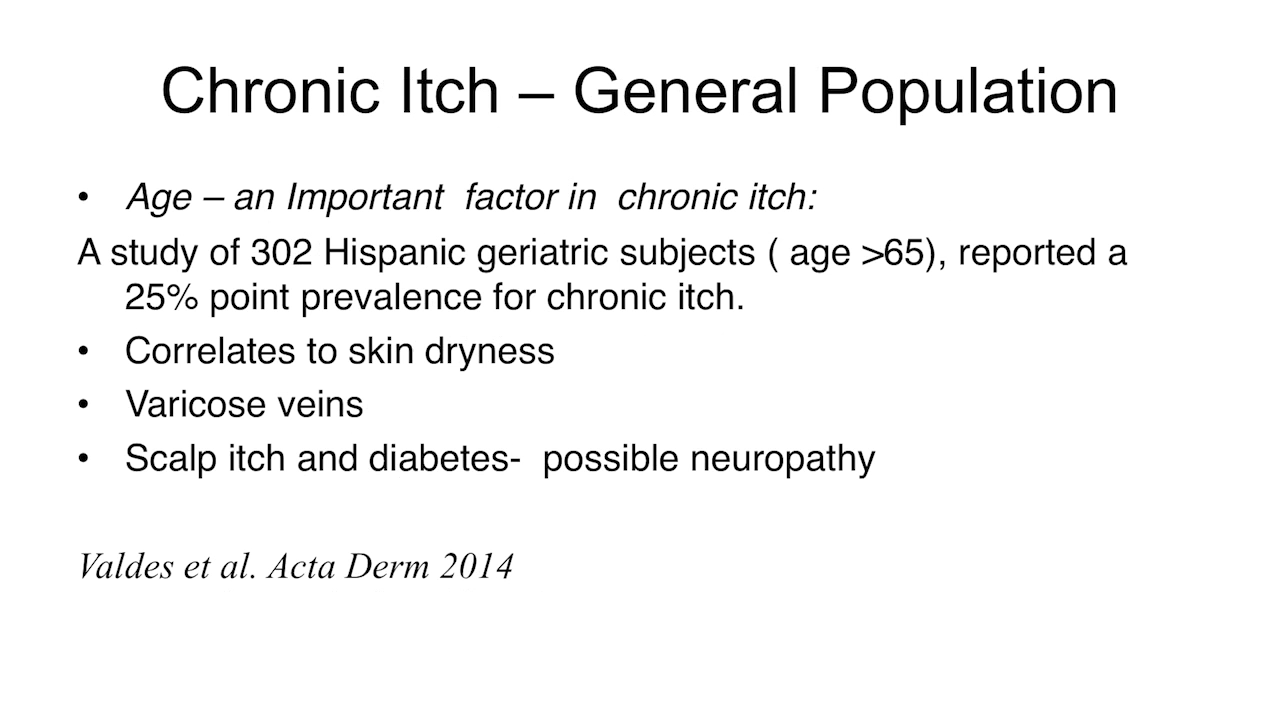 Chronic Itch – General Population
• Age – an Important factor in chronic itch:
A study of 302 Hispanic geriatric subjects ( age >65), reported a
25% point prevalence for chronic itch.
• Correlates to skin dryness
• Varicose veins
• Scalp itch and diabetes- possible neuropathy
Valdes et al. Acta Derm 2014